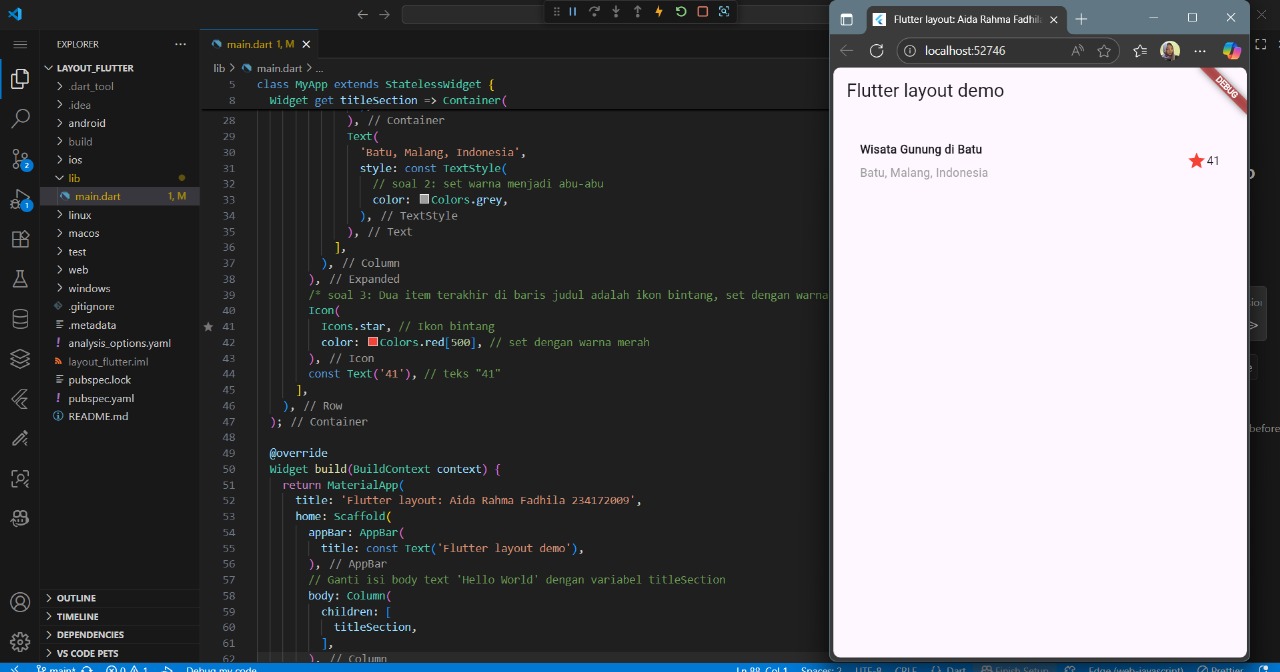 EXPLORER
LAYOUT_FLUTTER
.dart_tool
.idea
android
build
ios
lib
main.dart 1, M
linux
macos
test
web
windows
.gitignore
.metadata
analysis_options.yaml
layout_flutter.iml
pubspec.lock
pubspec.yaml
README.md
OUTLINE
TIMELINE
DEPENDENCIES
VS CODE PETS
2
1
main.dart 1, M
lib > main.dart > ...
5 class MyApp extends StatelessWidget {
8 Widget get titleSection => Container(
28 ), // Container
29 Text(
30 'Batu, Malang, Indonesia',
31 style: const TextStyle(
32 // soal 2: set warna menjadi abu-abu
33 color: Colors.grey,
34 ), // TextStyle
35 ), // Text
36 ],
37 ), // Column
38 ), // Expanded
39 /* soal 3: Dua item terakhir di baris judul adalah ikon bintang, set dengan warna
40 Icon(
41 Icons.star, // Ikon bintang
42 color: Colors.red[500], // set dengan warna merah
43 ), // Icon
44 const Text('41'), // teks "41"
45 ],
46 ), // Row
47 ); // Container
48
49 @override
50 Widget build(BuildContext context) {
51 return MaterialApp(
52 title: 'Flutter layout: Aida Rahma Fadhila 234172009',
53 home: Scaffold(
54 appBar: AppBar(
55 title: const Text('Flutter layout demo'),
56 ), // AppBar
57 // Ganti isi body text 'Hello World' dengan variabel titleSection
58 body: Column(
59 children: [
60 titleSection,
61 ],
62 ), // Column
Flutter layout: Aida Rahma Fadhila
localhost:52746
Flutter layout demo
DEBUG
Wisata Gunung di Batu
Batu, Malang, Indonesia
41
before
main* 0 1 Debug my code
Ln 88, Col 1 Spaces: 2 UTF-8 CRLF {} Dart Finish Setup Edge (web-javascript) Prettier